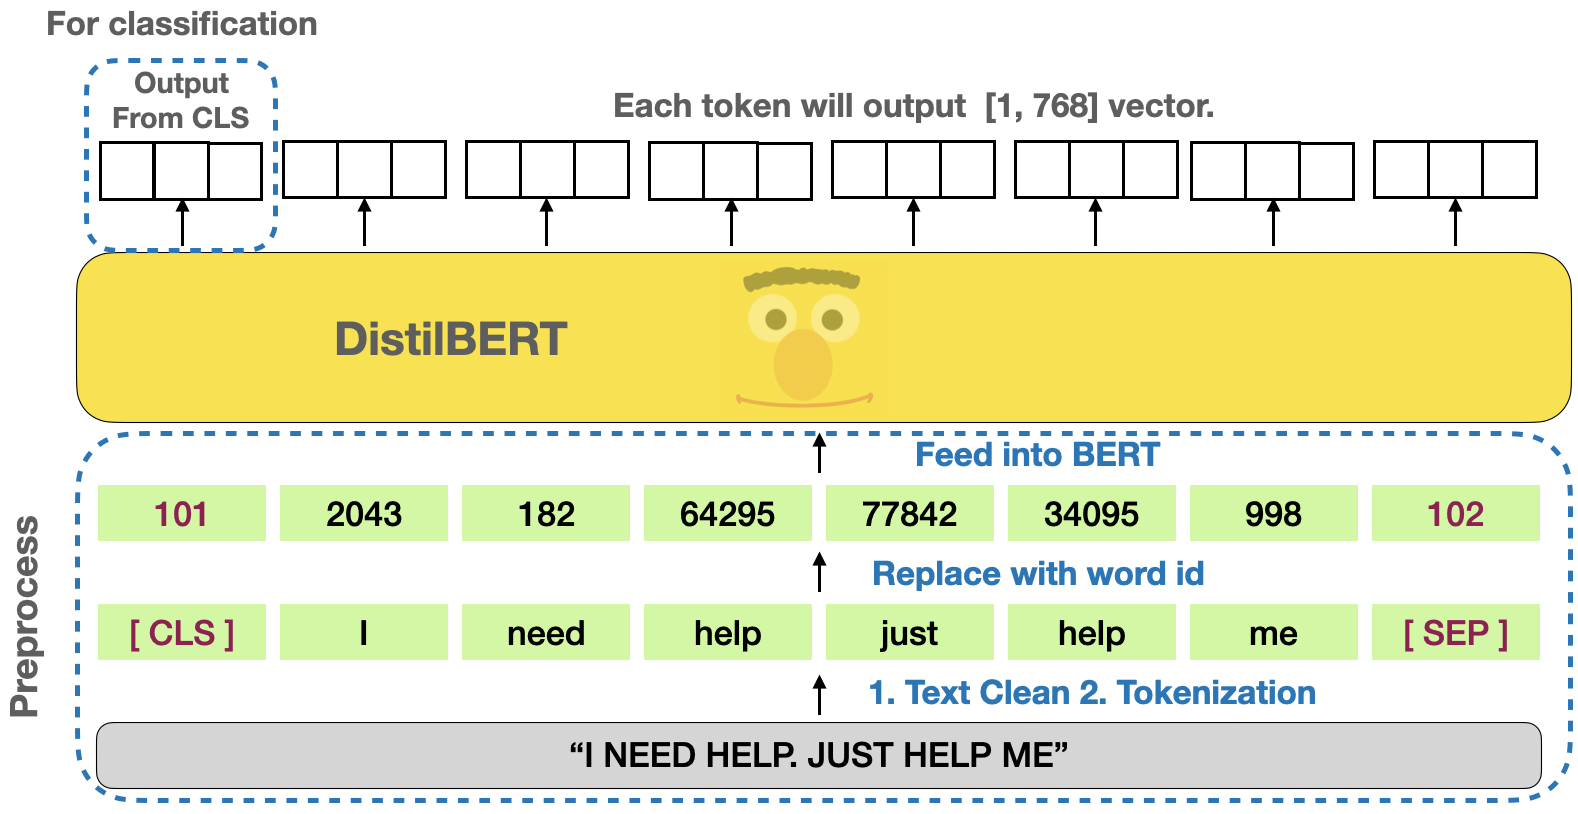 For classification
Output
From CLS
Each token will output [1, 768] vector.
DistilBERT
Feed into BERT
101 2043 182 64295 77842 34095 998 102
Replace with word id
[ CLS ] I need help just help me [ SEP ]
1. Text Clean 2. Tokenization
“I NEED HELP. JUST HELP ME”
Preprocess